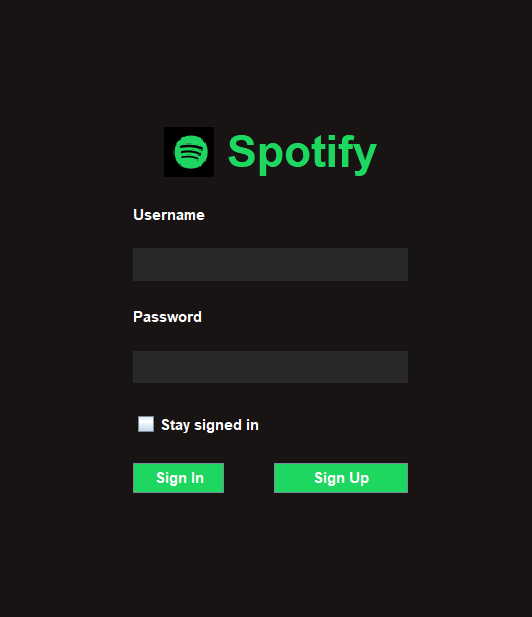 Spotify
Username
Password
Stay signed in
Sign In
Sign Up